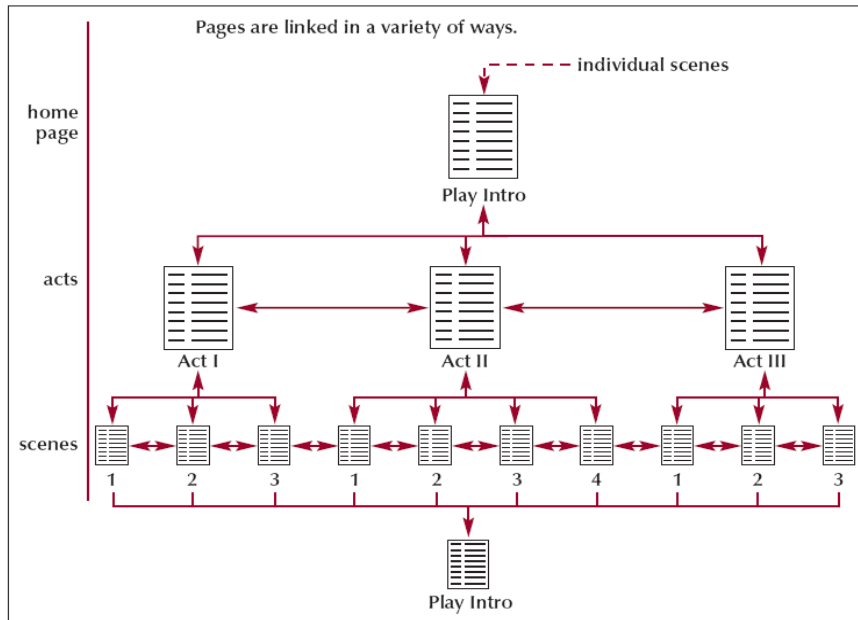 Pages are linked in a variety of ways.
individual scenes
home
page
Play Intro
acts
Act I
Act II
Act III
scenes
1 2 3 1 2 3 4 1 2 3
Play Intro